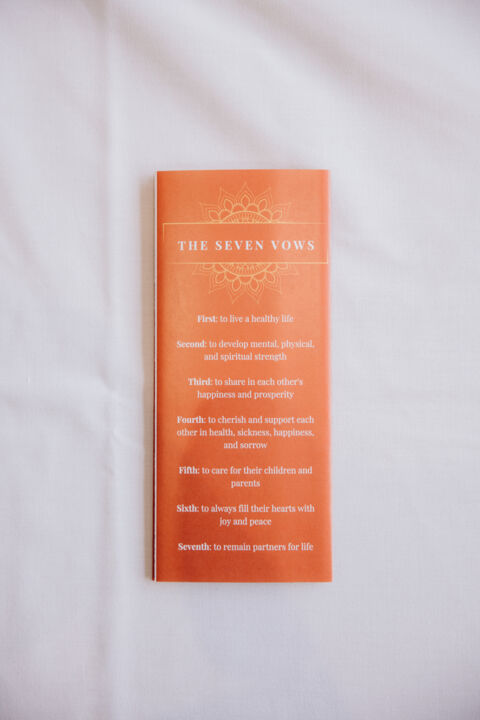 THE SEVEN VOWS
First: to live a healthy life
Second: to develop mental, physical,
and spiritual strength
Third: to share in each other's
happiness and prosperity
Fourth: to cherish and support each
other in health, sickness, happiness,
and sorrow
Fifth: to care for their children and
parents
Sixth: to always fill their hearts with
joy and peace
Seventh: to remain partners for life